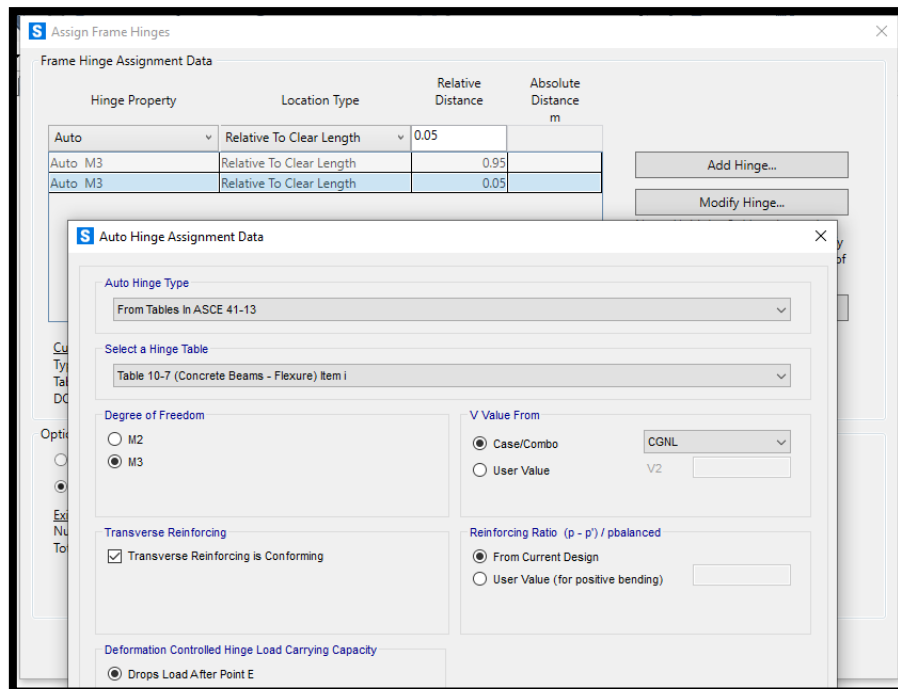 S Assign Frame Hinges
Frame Hinge Assignment Data
Hinge Property Location Type Relative Distance Absolute Distance m
Auto Relative To Clear Length 0.05
Auto M3 Relative To Clear Length 0.95
Auto M3 Relative To Clear Length 0.05
Add Hinge...
Modify Hinge...
S Auto Hinge Assignment Data
Auto Hinge Type
From Tables In ASCE 41-13
Select a Hinge Table
Table 10-7 (Concrete Beams - Flexure) Item i
Degree of Freedom
M2
M3
V Value From
Case/Combo CGNL
User Value V2
Transverse Reinforcing
Transverse Reinforcing is Conforming
Reinforcing Ratio (p - p') / pbalanced
From Current Design
User Value (for positive bending)
Deformation Controlled Hinge Load Carrying Capacity
Drops Load After Point E